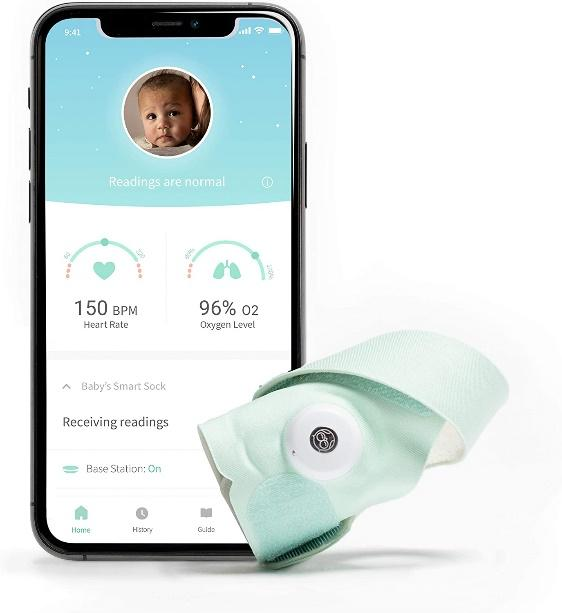 9:41
Readings are normal
150 BPM
Heart Rate
96% O2
Oxygen Level
Baby's Smart Sock
Receiving readings
Base Station: On
Home
History
Guide